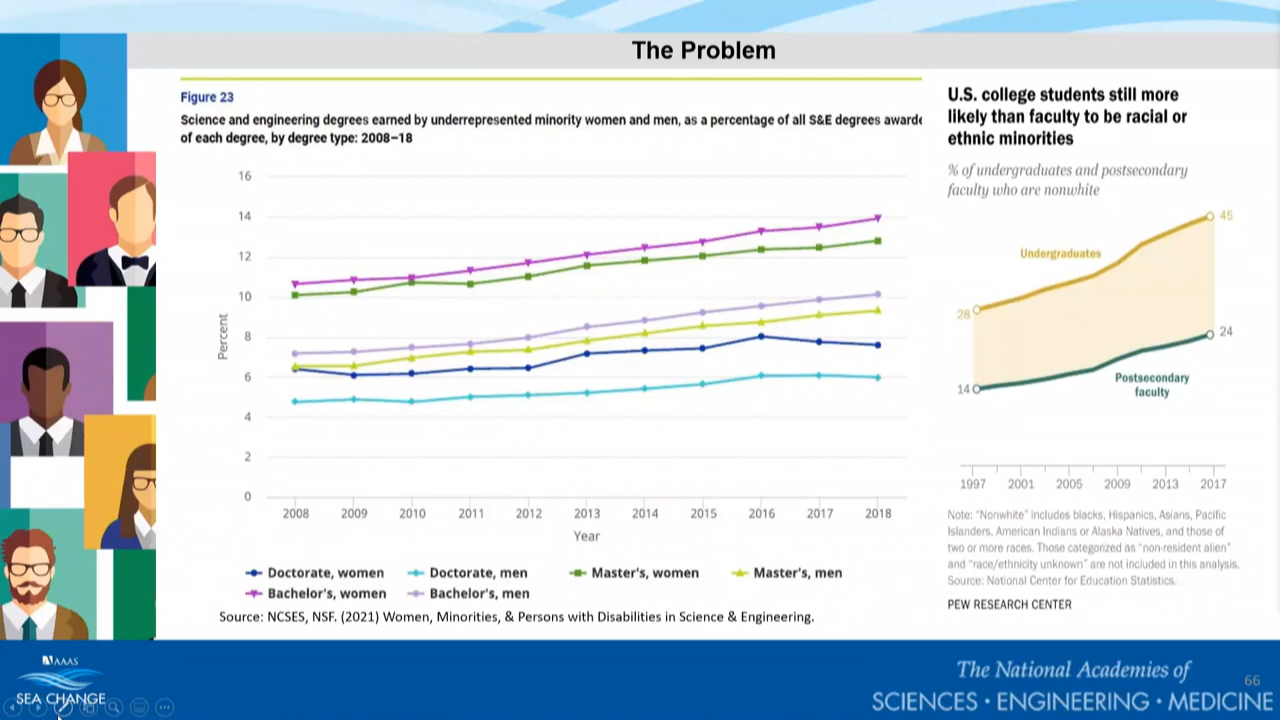 The Problem
Figure 23
Science and engineering degrees earned by underrepresented minority women and men, as a percentage of all S&E degrees awarde
of each degree, by degree type: 2008–18
16
14
12
10
8
6
4
2
0
Percent
2008 2009 2010 2011 2012 2013 2014 2015 2016 2017 2018
Year
Doctorate, women Doctorate, men Master's, women Master's, men
Bachelor's, women Bachelor's, men
Source: NCSES, NSF. (2021) Women, Minorities, & Persons with Disabilities in Science & Engineering.
U.S. college students still more
likely than faculty to be racial or
ethnic minorities
% of undergraduates and postsecondary
faculty who are nonwhite
45
Undergraduates
28
24
14
Postsecondary
faculty
1997 2001 2005 2009 2013 2017
Note: “Nonwhite” includes blacks, Hispanics, Asians, Pacific
Islanders, American Indians or Alaska Natives, and those of
two or more races. Those categorized as “non-resident alien”
and “race/ethnicity unknown” are not included in this analysis.
Source: National Center for Education Statistics.
PEW RESEARCH CENTER
AAAS
SEA CHANGE
The National Academies of
SCIENCES · ENGINEERING · MEDICINE
66